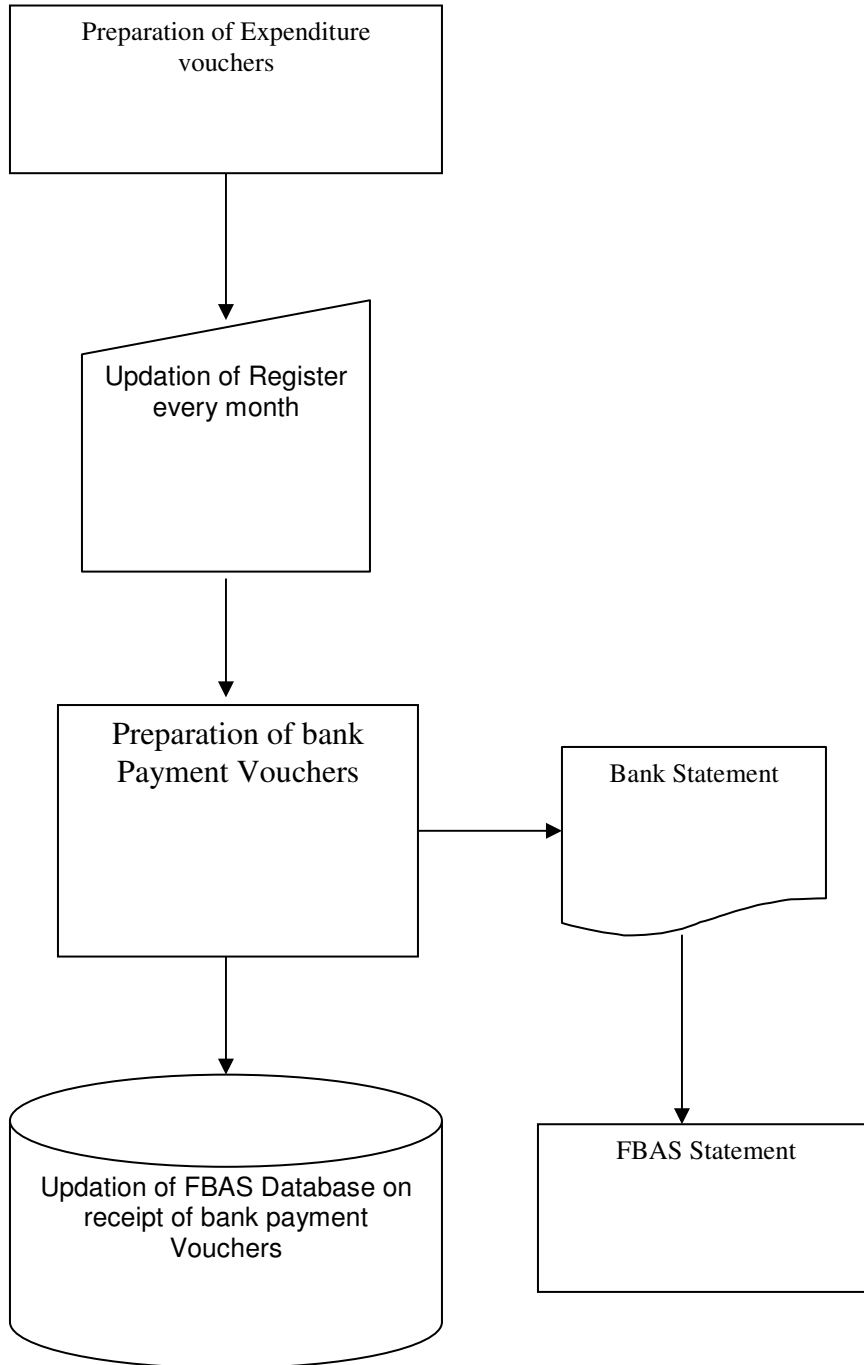 Preparation of Expenditure
vouchers
Updation of Register
every month
Preparation of bank
Payment Vouchers
Bank Statement
Updation of FBAS Database on
receipt of bank payment
Vouchers
FBAS Statement